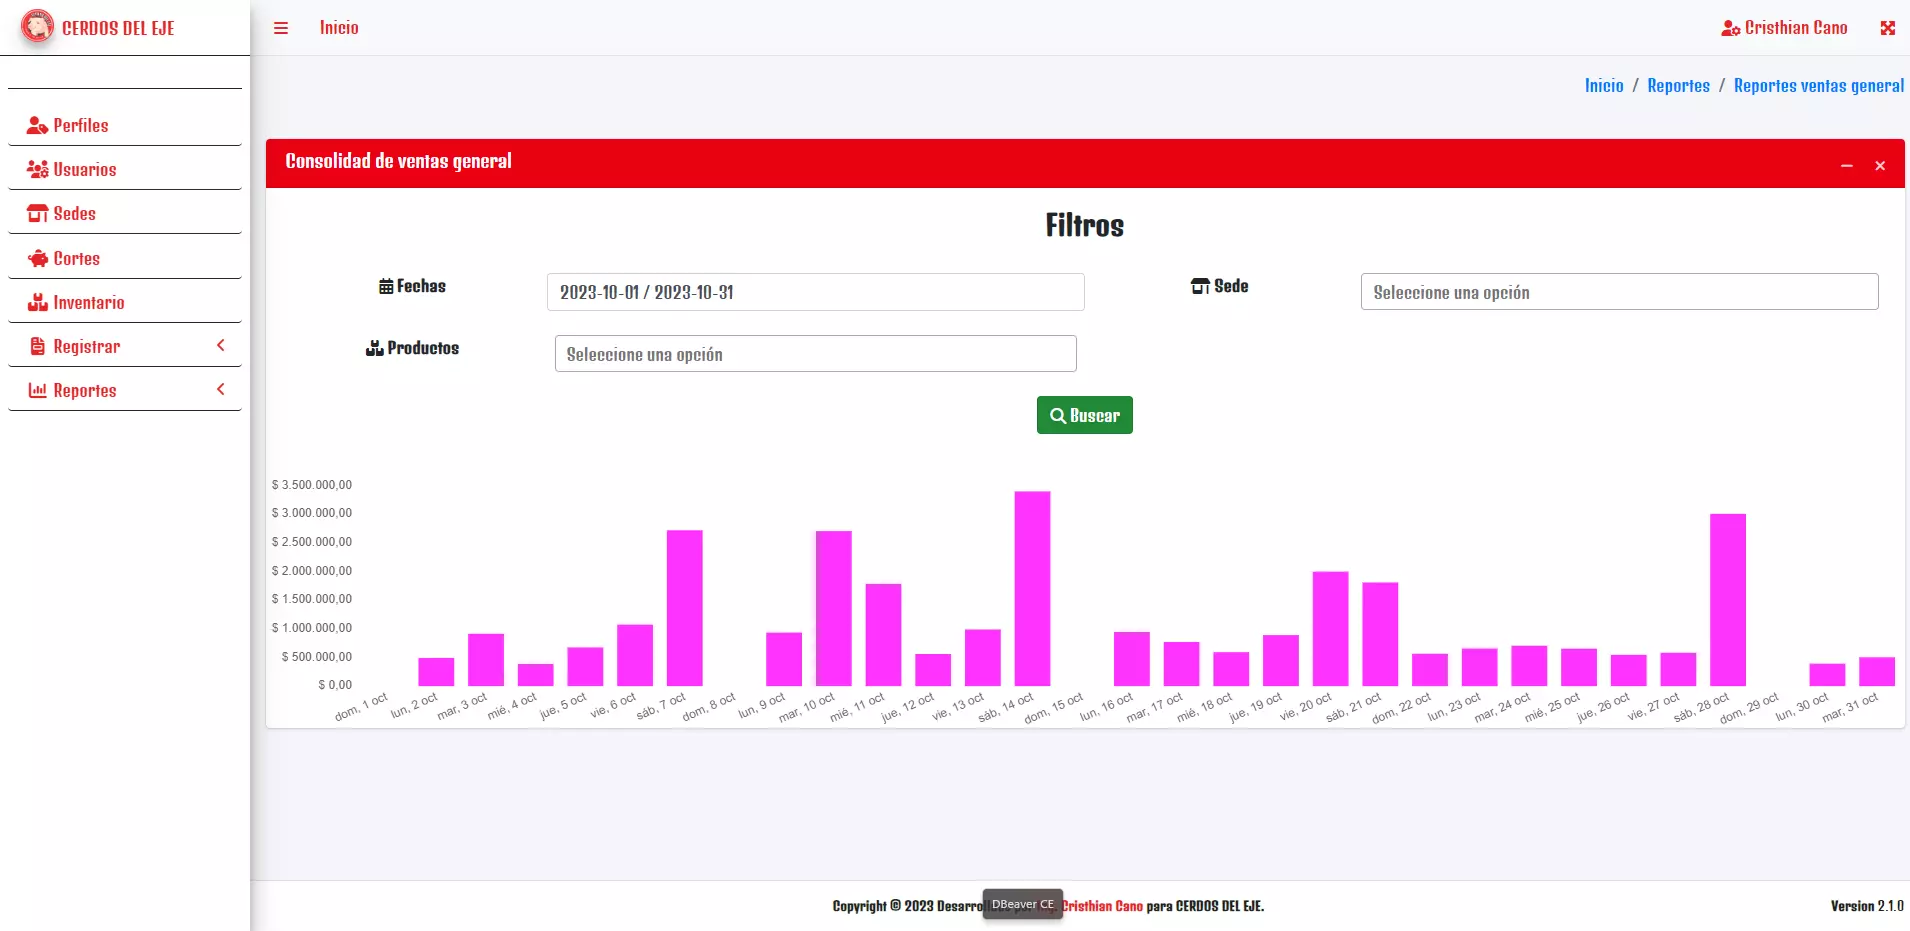 CERDOS DEL EJE
Inicio
Cristhian Cano
Inicio / Reportes / Reportes ventas general
Perfiles
Usuarios
Sedes
Cortes
Inventario
Registrar
Reportes
Consolidad de ventas general
Filtros
Fechas
2023-10-01 / 2023-10-31
Sede
Seleccione una opción
Productos
Seleccione una opción
Buscar
$ 3.500.000,00
$ 3.000.000,00
$ 2.500.000,00
$ 2.000.000,00
$ 1.500.000,00
$ 1.000.000,00
$ 500.000,00
$ 0,00
dom, 1 oct
lun, 2 oct
mar, 3 oct
mié, 4 oct
jue, 5 oct
vie, 6 oct
sáb, 7 oct
dom, 8 oct
lun, 9 oct
mar, 10 oct
mié, 11 oct
jue, 12 oct
vie, 13 oct
sáb, 14 oct
dom, 15 oct
lun, 16 oct
mar, 17 oct
mié, 18 oct
jue, 19 oct
vie, 20 oct
sáb, 21 oct
dom, 22 oct
lun, 23 oct
mar, 24 oct
mié, 25 oct
jue, 26 oct
vie, 27 oct
sáb, 28 oct
dom, 29 oct
lun, 30 oct
mar, 31 oct
Copyright © 2023 Cristhian Cano para CERDOS DEL EJE.
DBeaver CE
Version 2.1.0